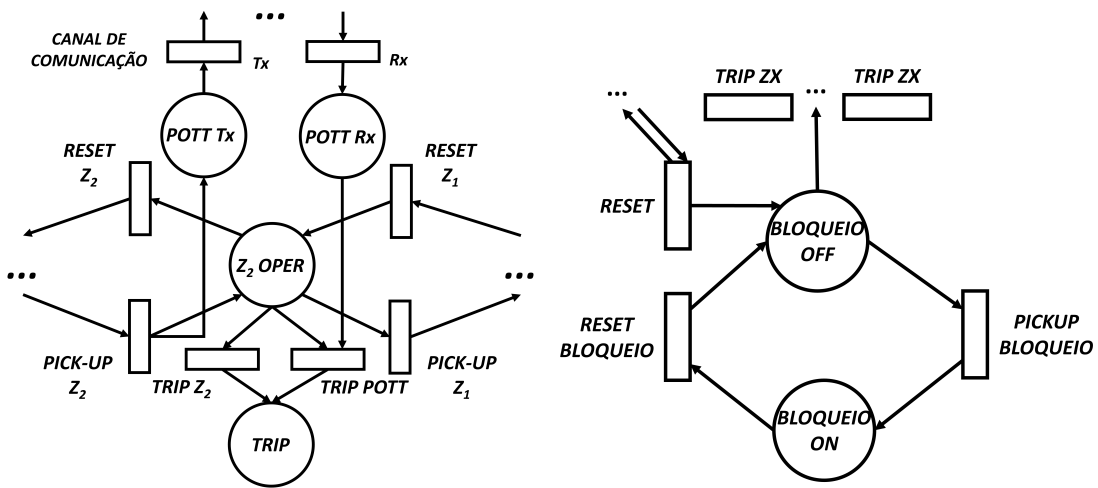 ...
CANAL DE
COMUNICAÇÃO
Tx
Rx
POTT Tx
POTT Rx
RESET
Z2
RESET
Z1
Z2 OPER
...
...
PICK-UP
Z2
TRIP Z2
TRIP POTT
PICK-UP
Z1
TRIP
TRIP ZX
...
TRIP ZX
...
RESET
BLOQUEIO
OFF
RESET
BLOQUEIO
PICKUP
BLOQUEIO
BLOQUEIO
ON